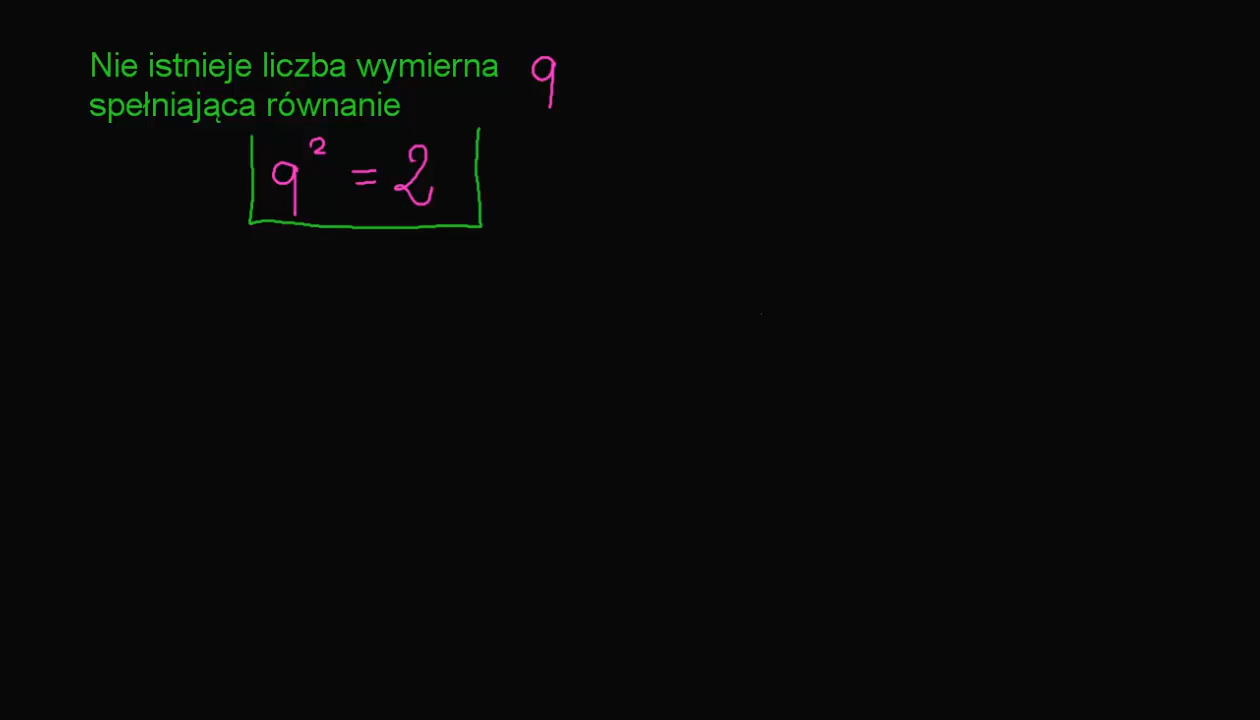 Nie istnieje liczba wymierna q
spełniająca równanie
q² = 2